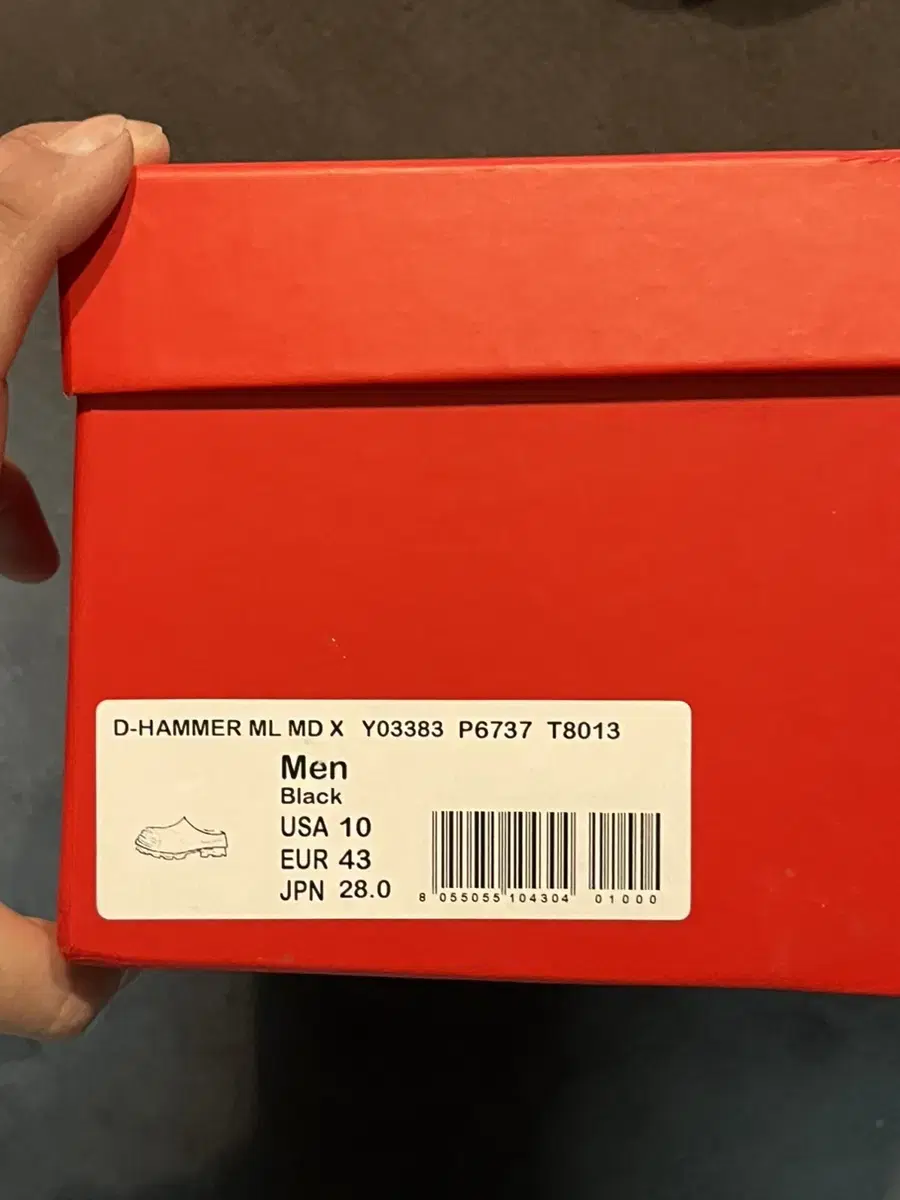 D-HAMMER ML MD X Y03383 P6737 T8013
Men
Black
USA 10
EUR 43
JPN 28.0
8 055055 104304 01000